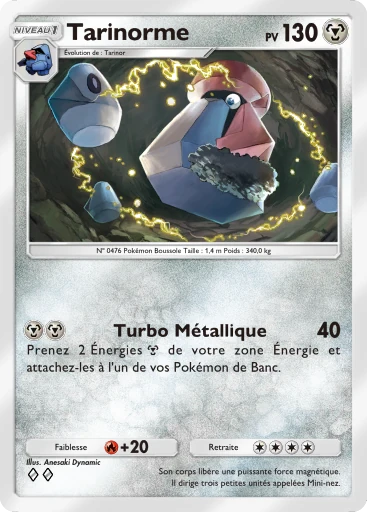 NIVEAU 1
Tarinorme
PV 130
Évolution de : Tarinor
N° 0476 Pokémon Boussole Taille : 1,4 m Poids : 340.0 kg
Turbo Métallique 40
Prenez 2 Énergies de votre zone Énergie et
attachez-les à l'un de vos Pokémon de Banc.
Faiblesse +20 Retraite
Illus. Anesaki Dynamic
Son corps libère une puissante force magnétique.
Il dirige trois petites unités appelées Mini-nez.